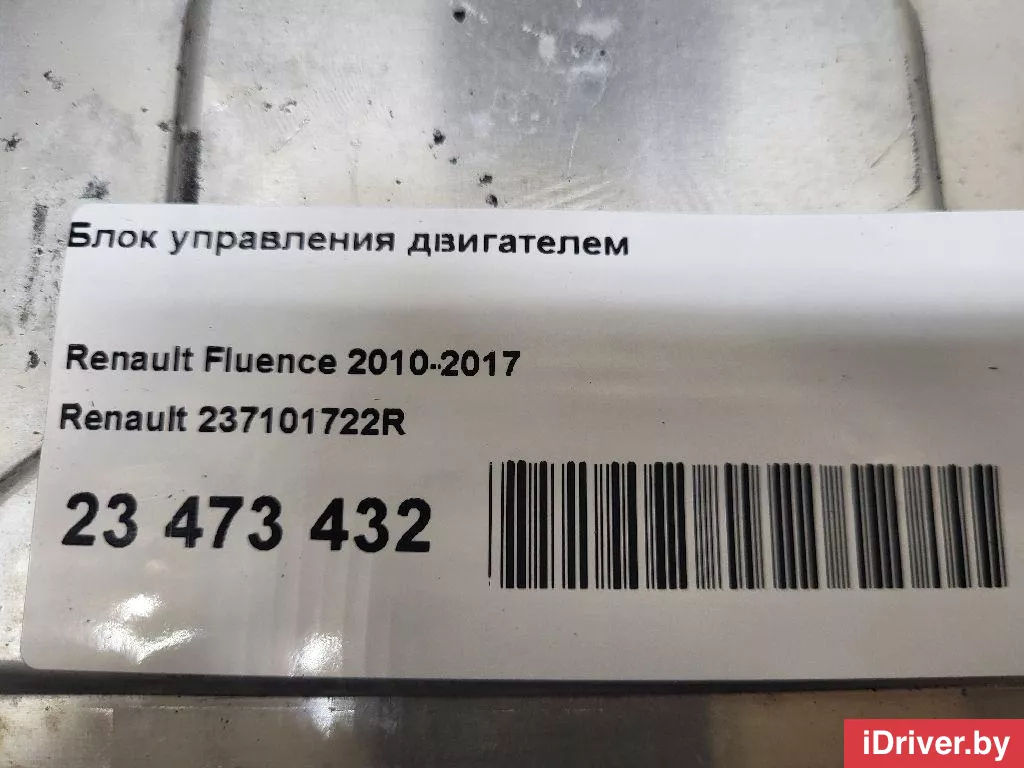 Блок управления двигателем
Renault Fluence 2010-2017
Renault 237101722R
23 473 432
iDriver.by